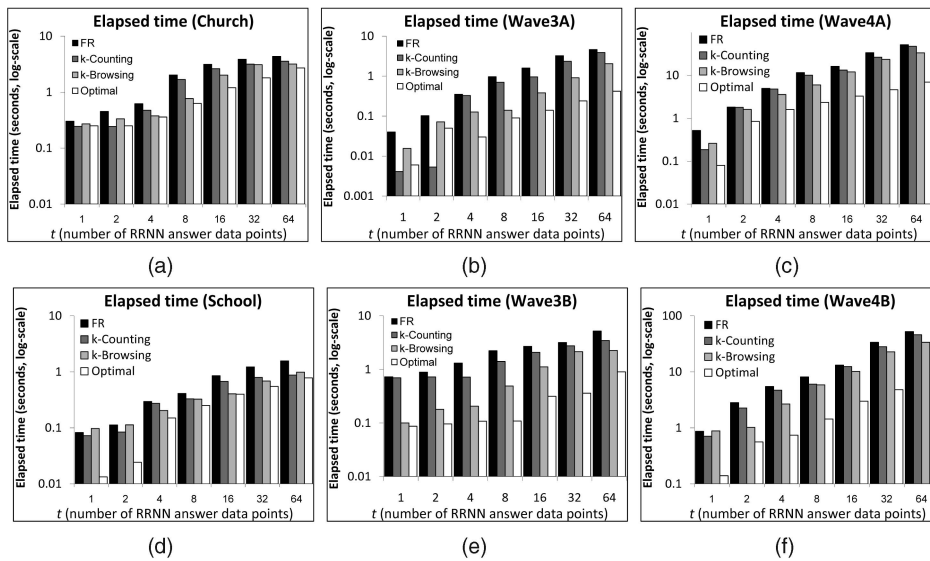 Elapsed time (Church)
Elapsed time (seconds, log-scale)
FR
k-Counting
k-Browsing
Optimal
10
1
0.1
0.01
1 2 4 8 16 32 64
t (number of RRNN answer data points)
(a)
Elapsed time (Wave3A)
Elapsed time (seconds, log-scale)
FR
k-Counting
k-Browsing
Optimal
10
1
0.1
0.01
0.001
1 2 4 8 16 32 64
t (number of RRNN answer data points)
(b)
Elapsed time (Wave4A)
Elapsed time (seconds, log-scale)
FR
k-Counting
k-Browsing
Optimal
10
1
0.1
0.01
1 2 4 8 16 32 64
t (number of RRNN answer data points)
(c)
Elapsed time (School)
Elapsed time (seconds, log-scale)
FR
k-Counting
k-Browsing
Optimal
10
1
0.1
0.01
1 2 4 8 16 32 64
t (number of RRNN answer data points)
(d)
Elapsed time (Wave3B)
Elapsed time (seconds, log-scale)
FR
k-Counting
k-Browsing
Optimal
10
1
0.1
0.01
1 2 4 8 16 32 64
t (number of RRNN answer data points)
(e)
Elapsed time (Wave4B)
Elapsed time (seconds, log-scale)
FR
k-Counting
k-Browsing
Optimal
100
10
1
0.1
1 2 4 8 16 32 64
t (number of RRNN answer data points)
(f)